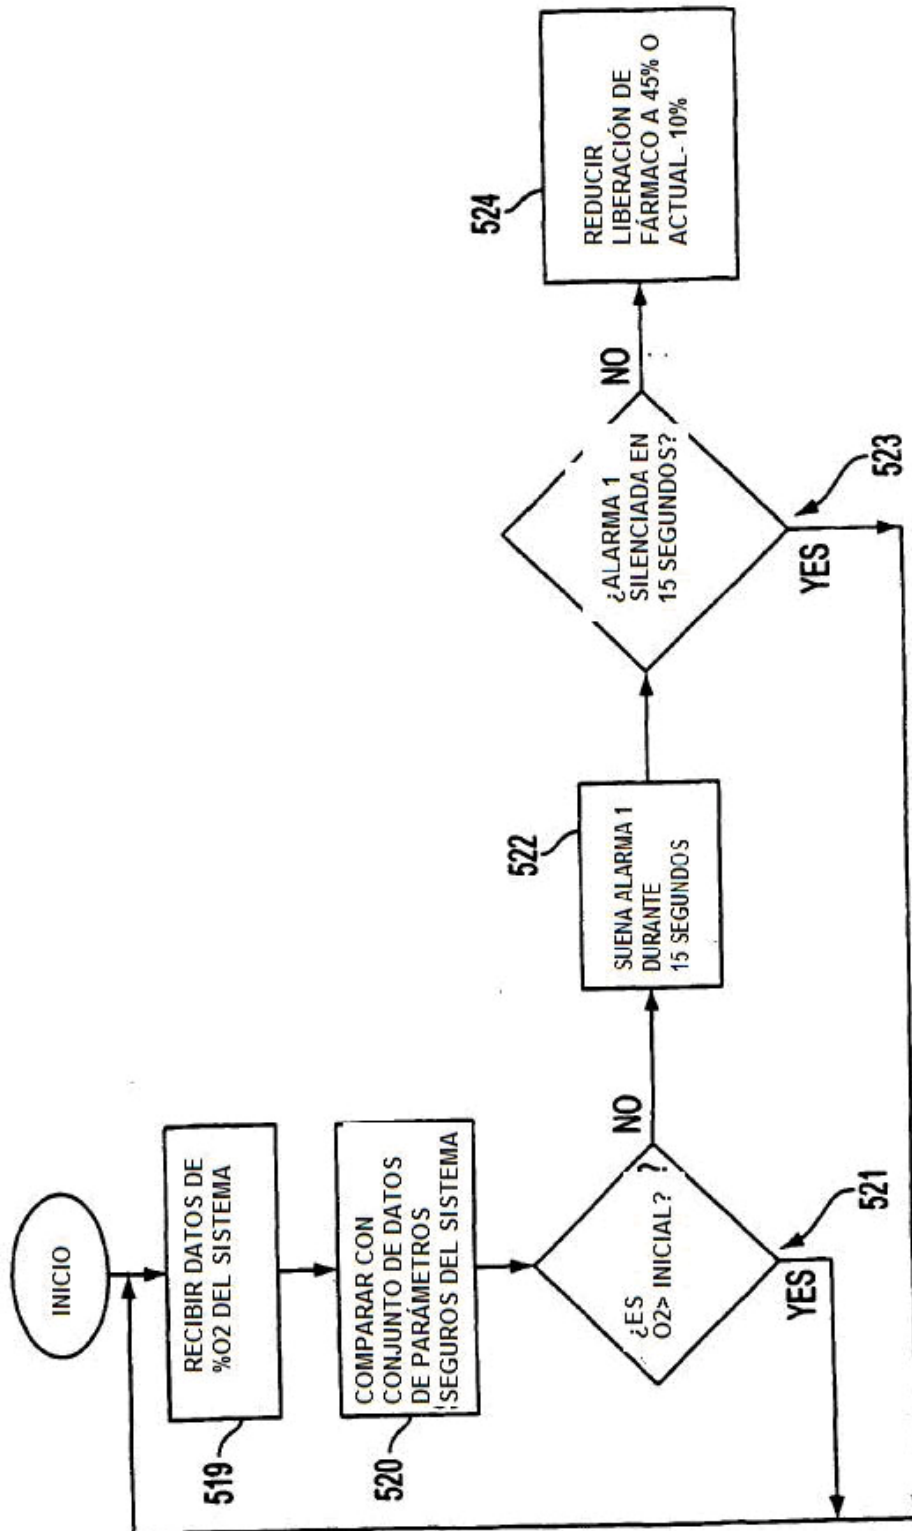 INICIO
RECIBIR DATOS DE
%O2 DEL SISTEMA
519
COMPARAR CON
CONJUNTO DE DATOS
DE PARÁMETROS
SEGUROS DEL SISTEMA
520
¿ES
O2> INICIAL? ?
521
YES
NO
SUENA ALARMA 1
DURANTE
15 SEGUNDOS
522
¿ALARMA 1
SILENCIADA EN
15 SEGUNDOS?
523
YES
NO
REDUCIR
LIBERACIÓN DE
FÁRMACO A 45% O
ACTUAL- 10%
524